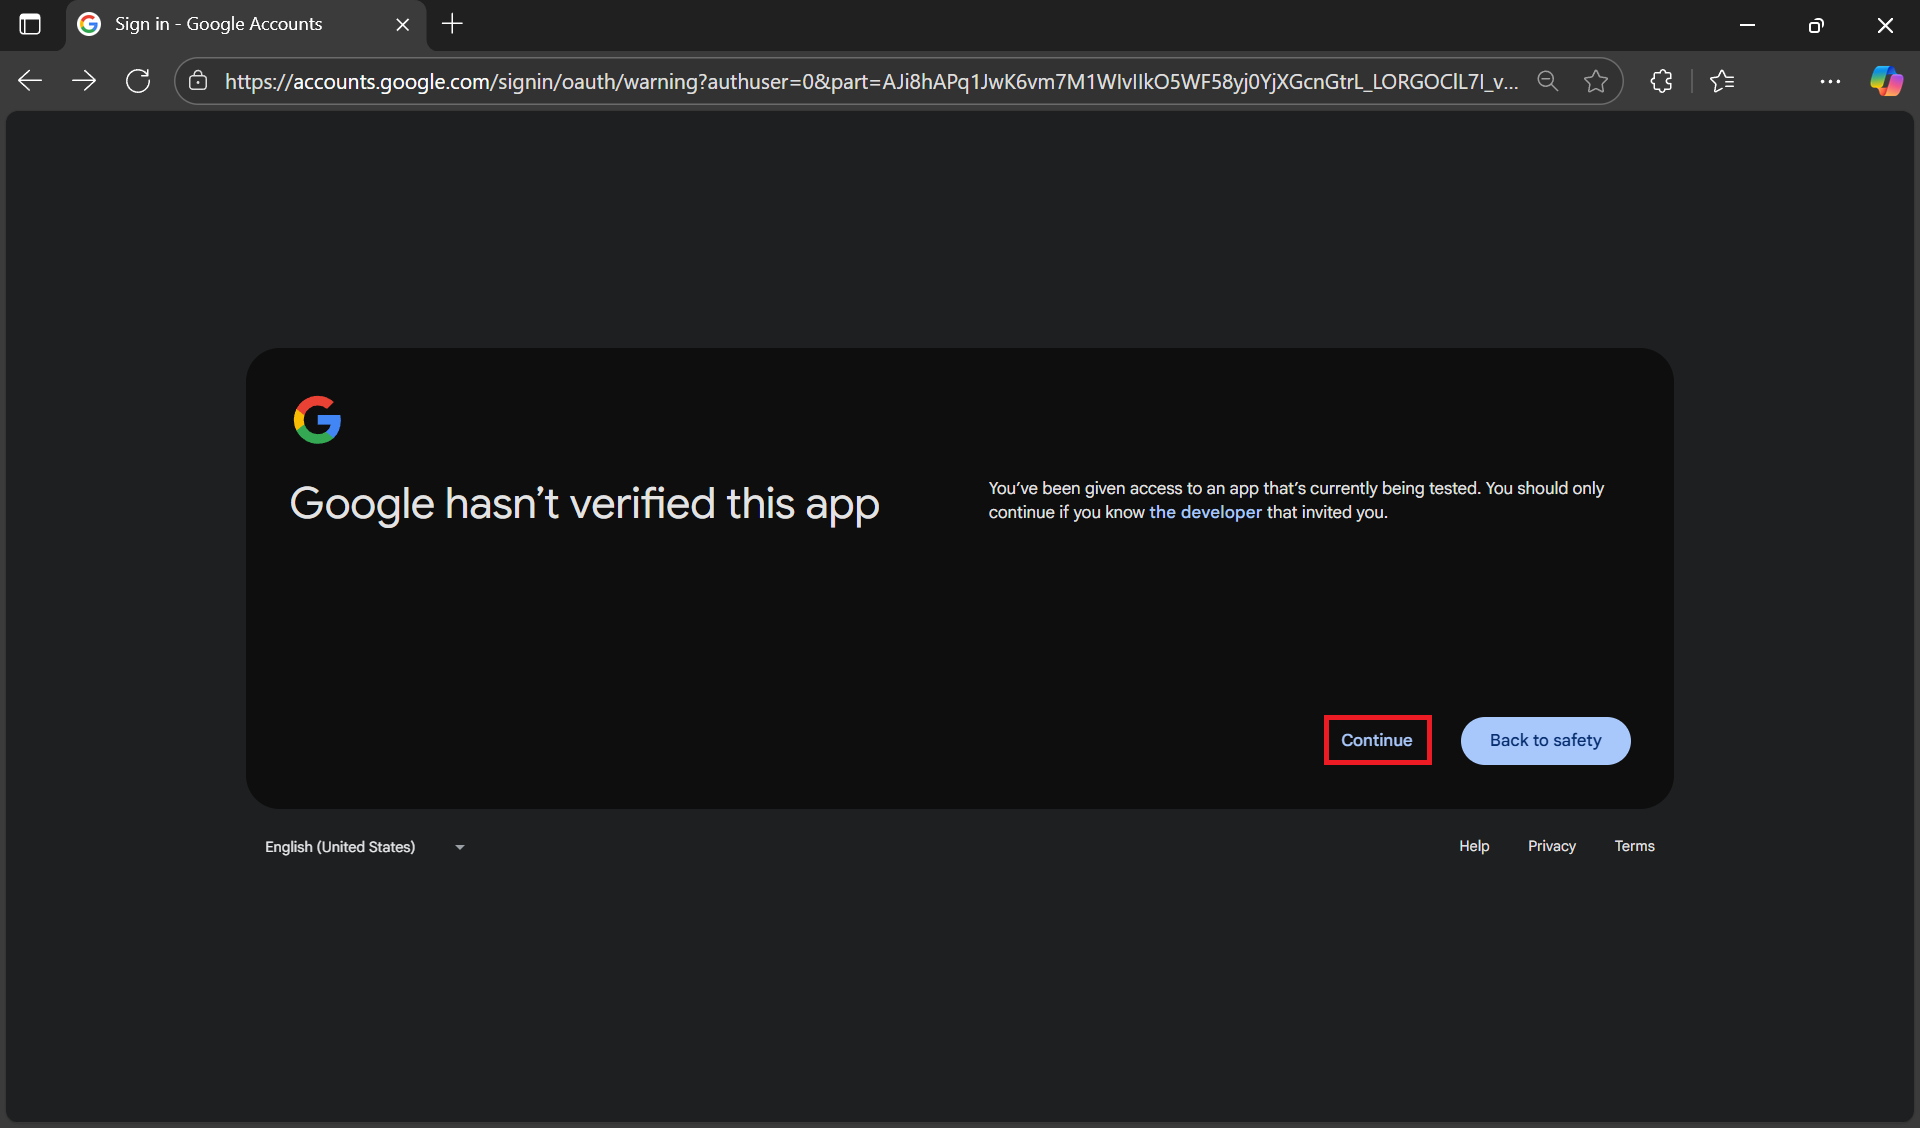 Sign in - Google Accounts
https://accounts.google.com/signin/oauth/warning?authuser=0&part=AJi8hAPq1JwK6vm7M1WIvIIkO5WF58yj0YjXGcnGtrL_LORGOClL7l_v...
Google hasn't verified this app
You've been given access to an app that's currently being tested. You should only
continue if you know the developer that invited you.
Continue
Back to safety
English (United States)
Help
Privacy
Terms